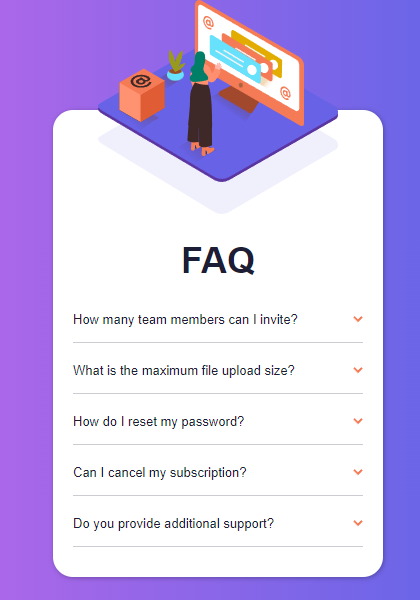 @
@
@
FAQ
How many team members can I invite?
What is the maximum file upload size?
How do I reset my password?
Can I cancel my subscription?
Do you provide additional support?